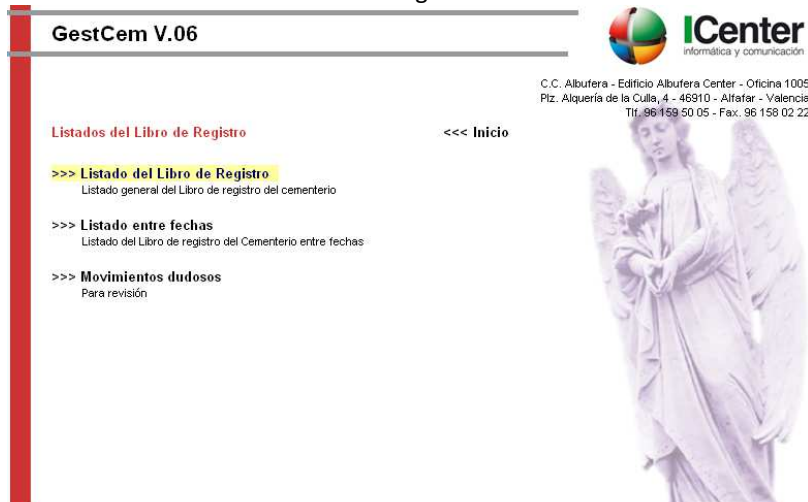 GestCem V.06
ICenter
informática y comunicación
C.C. Albufera - Edificio Albufera Center - Oficina 1005
Plz. Alquería de la Culla, 4 - 46910 - Alfafar - Valencia
Tlf. 96 159 50 05 - Fax. 96 158 02 22
Listados del Libro de Registro <<< Inicio
>>> Listado del Libro de Registro
Listado general del Libro de registro del cementerio
>>> Listado entre fechas
Listado del Libro de registro del Cementerio entre fechas
>>> Movimientos dudosos
Para revisión